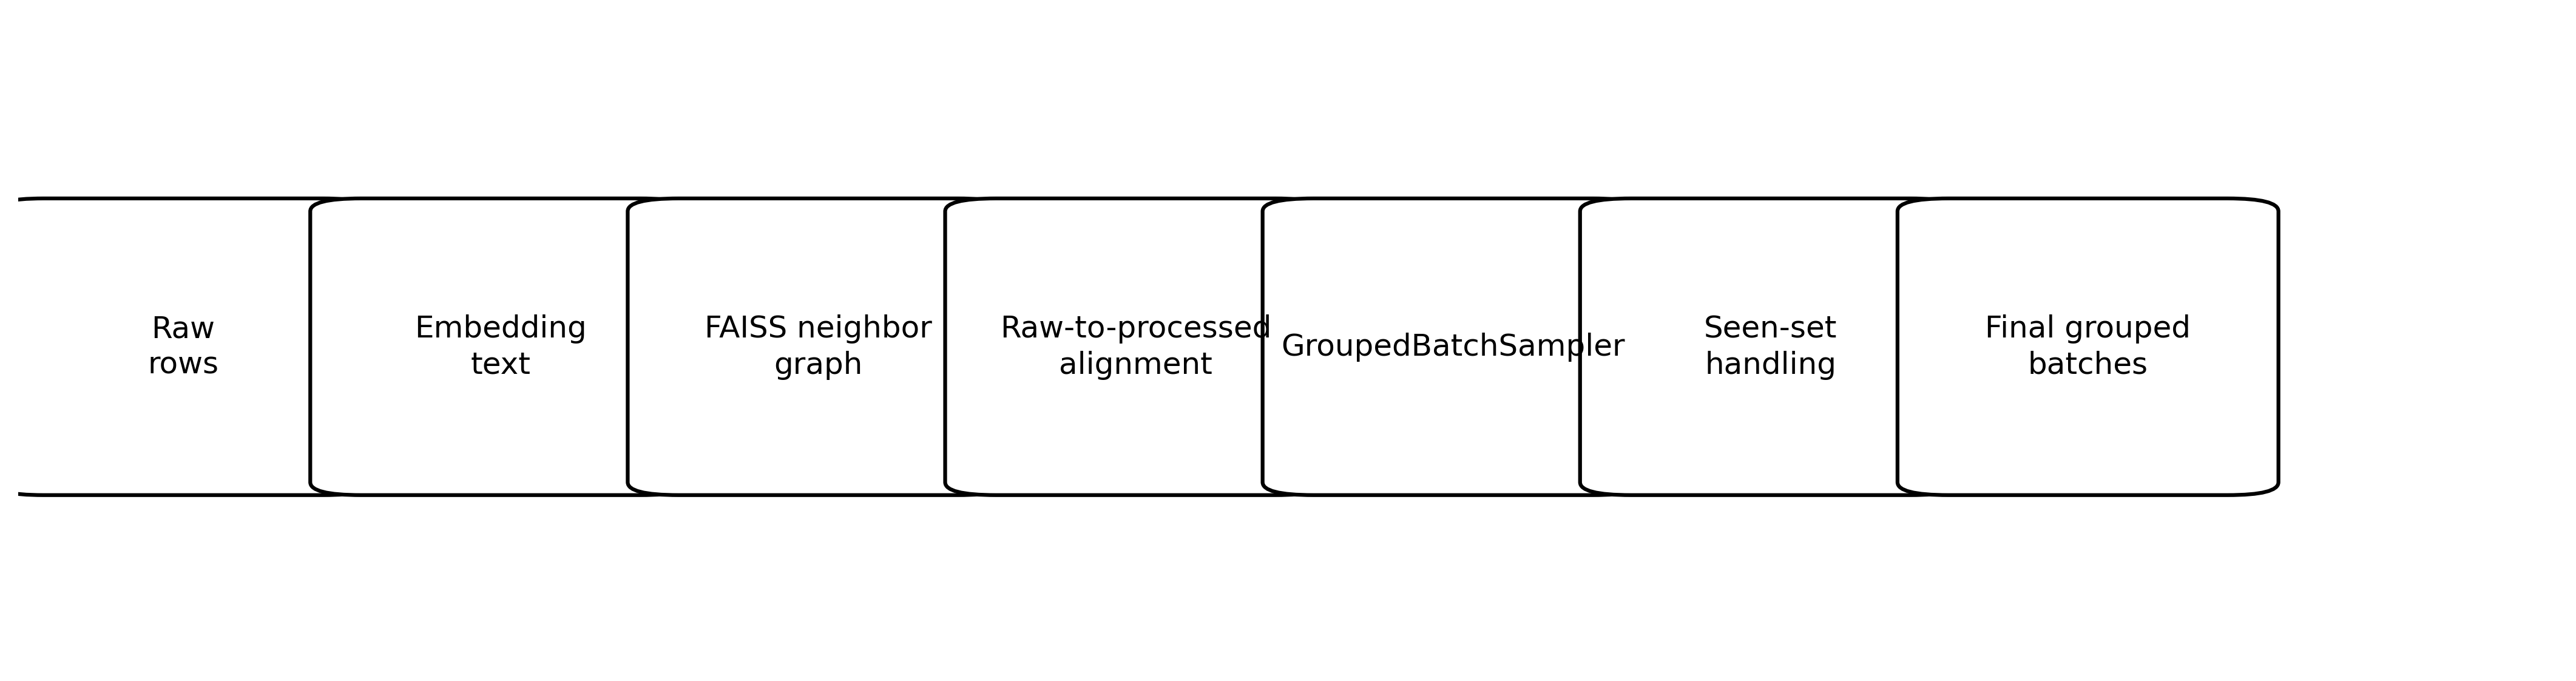 Raw
rows
Embedding
text
FAISS neighbor
graph
Raw-to-processed
alignment
GroupedBatchSampler
Seen-set
handling
Final grouped
batches